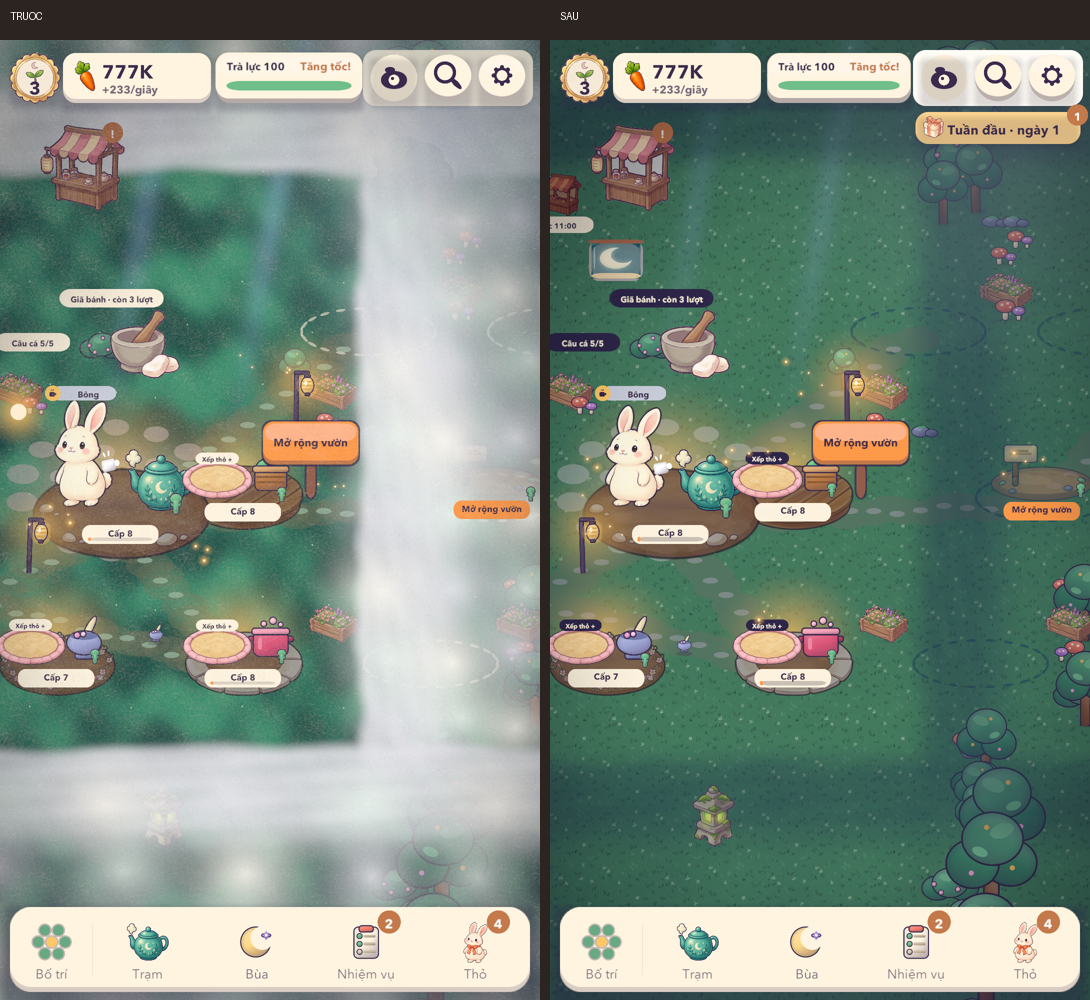 TRUOC
3
777K
+233/giây
Trà lực 100 Tăng tốc!
!
Giã bánh · còn 3 lượt
Câu cá 5/5
Bông
Mở rộng vườn
Xếp thỏ +
Cấp 8
Cấp 8
Mở rộng vườn
Xếp thỏ +
Xếp thỏ +
Cấp 7
Cấp 8
2
4
Bố trí
Trạm
Bùa
Nhiệm vụ
Thỏ
SAU
3
777K
+233/giây
Trà lực 100 Tăng tốc!
1
Tuần đầu · ngày 1
!
: 11:00
Giã bánh · còn 3 lượt
Câu cá 5/5
Bông
Mở rộng vườn
Xếp thỏ +
Cấp 8
Cấp 8
Mở rộng vườn
Xếp thỏ +
Xếp thỏ +
Cấp 7
Cấp 8
2
4
Bố trí
Trạm
Bùa
Nhiệm vụ
Thỏ